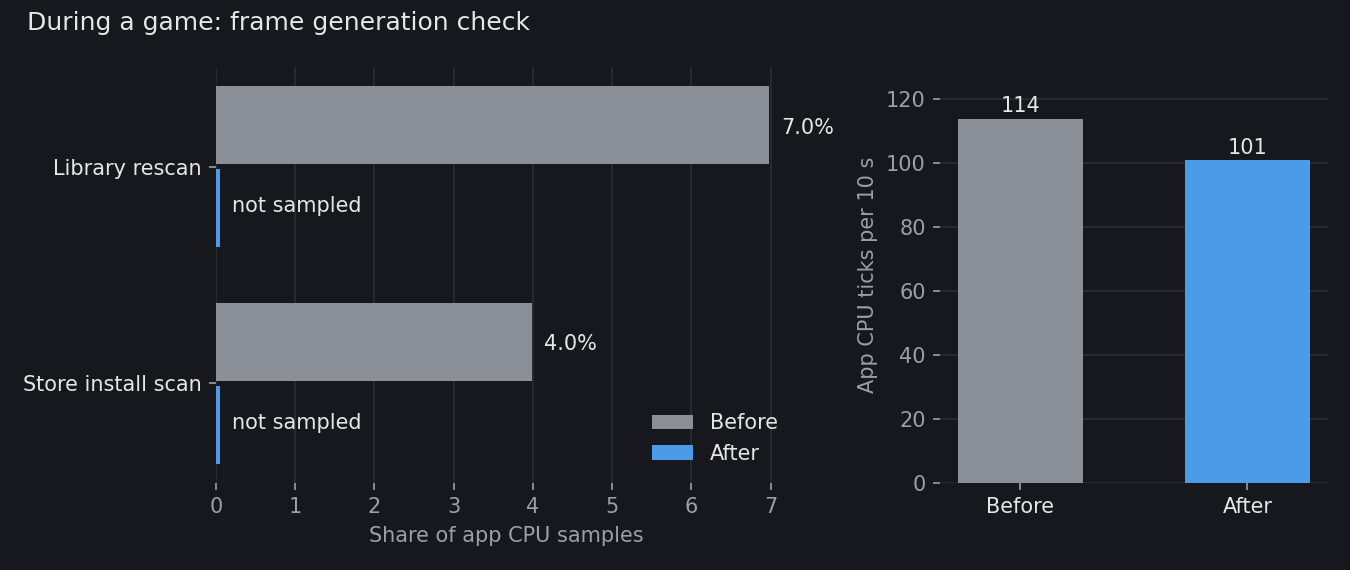 During a game: frame generation check
Library rescan
7.0%
not sampled
Store install scan
4.0%
not sampled
Before
After
0 1 2 3 4 5 6 7
Share of app CPU samples
App CPU ticks per 10 s
120
100
80
60
40
20
0
114
101
Before After